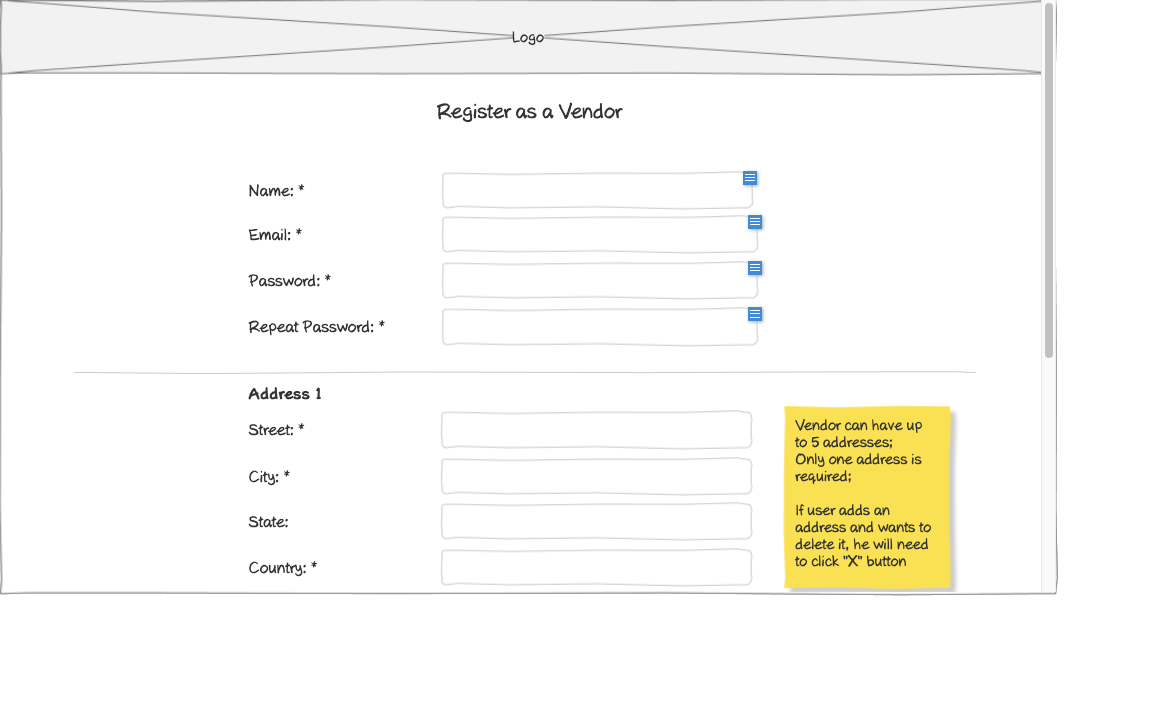 Logo
Register as a Vendor
Name: *
Email: *
Password: *
Repeat Password: *
Address 1
Street: *
City: *
State:
Country: *
Vendor can have up
to 5 addresses;
Only one address is
required;
If user adds an
address and wants to
delete it, he will need
to click "X" button